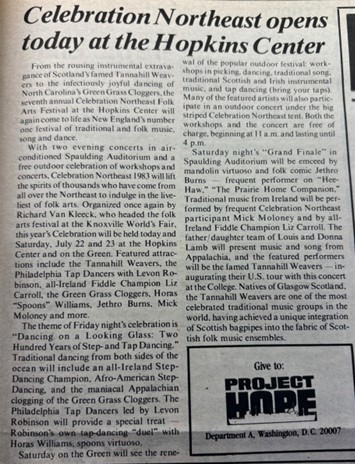 Celebration Northeast opens
today at the Hopkins Center
From the rousing instrumental extrava-
gance of Scotland's famed Tannahill Weav-
ers to the infectiously joyful dancing of
North Carolina's Green Grass Cloggers, the
seventh annual Celebration Northeast Folk
Arts Festival at the Hopkins Center will
again come to life as New England's number
one festival of traditional and folk music,
song and dance.
With two evening concerts in air-
conditioned Spaulding Auditorium and a
free outdoor celebration of workshops and
concerts, Celebration Northeast 1983 will lift
the spirits of thousands who have come from
all over the Northeast to indulge in the live-
liest of folk arts. Organized once again by
Richard Van Kleeck, who headed the folk
arts festival at the Knoxville World's Fair,
this year's Celebration will be held today and
Saturday, July 22 and 23 at the Hopkins
Center and on the Green. Featured attrac-
tions include the Tannahill Weavers, the
Philadelphia Tap Dancers with Levon Ro-
binson, all-Ireland Fiddle Champion Liz
Carroll, the Green Grass Cloggers, Horas
"Spoons" Williams, Jethro Burns, Mick
Moloney and more.
The theme of Friday night's celebration is
"Dancing on a Looking Glass: Two
Hundred Years of Step- and Tap Dancing."
Traditional dancing from both sides of the
ocean will include an all-Ireland Step-
Dancing Champion, Afro-American Step-
Dancing, and the maniacal Appalachian
clogging of the Green Grass Cloggers. The
Philadelphia Tap Dancers led by Levon
Robinson will provide a special treat —
Robinson's own tap-dancing "duel" with
Horas Williams, spoons virtuoso.
Saturday on the Green will see the rene-
wal of the popular outdoor festival: work-
shops in picking, dancing, traditional song,
traditional Scottish and Irish instrumental
music, and tap dancing (bring your taps).
Many of the featured artists will also partic-
ipate in an outdoor concert under the big
striped Celebration Northeast tent. Both the
workshops and the concert are free of
charge, beginning at 11 a.m. and lasting until
4 p.m.
Saturday night's "Grand Finale" in
Spaulding Auditorium will be emceed by
mandolin virtuoso and folk comic Jethro
Burns — frequent performer on "Hee-
Haw," "The Prairie Home Companion."
Traditional music from Ireland will be per-
formed by frequent Celebration Northeast
participant Mick Moloney and by all-
Ireland Fiddle Champion Liz Carroll. The
father/daughter team of Louis and Donna
Lamb will present music and song from
Appalachia, and the featured performers
will be the famed Tannahill Weavers — in-
augurating their U.S. tour with this concert
at the College. Natives of Glasgow Scotland,
the Tannahill Weavers are one of the most
celebrated traditional music groups in the
world, having achieved a unique integration
of Scottish bagpipes into the fabric of Scot-
tish folk music ensembles.
Give to:
PROJECT
HOPE
Department A, Washington, D.C. 20007